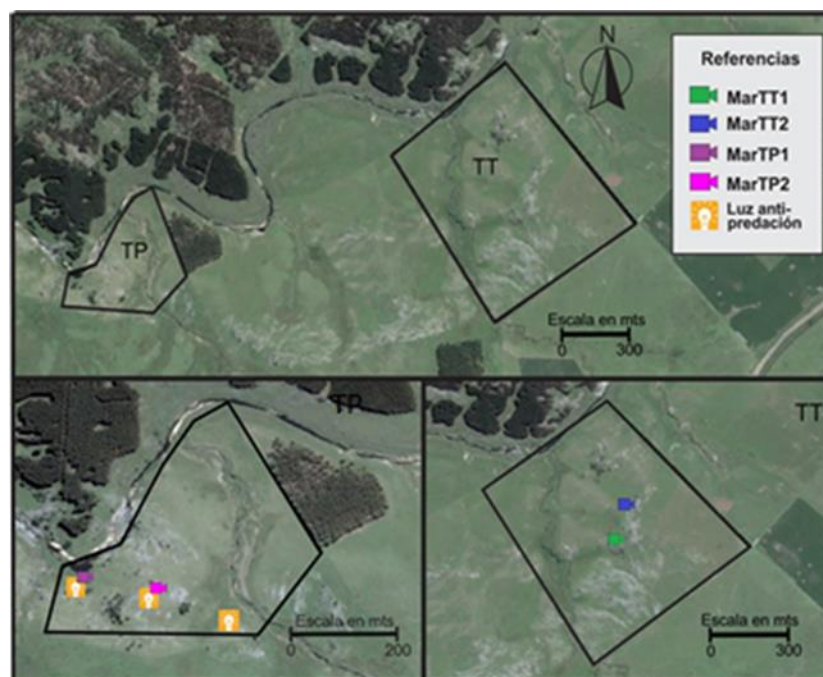 N
Referencias
MarTT1
MarTT2
MarTP1
MarTP2
Luz anti-
predación
TT
TP
Escala en mts
0 300
TP
Escala en mts
0 200
TT
Escala en mts
0 300